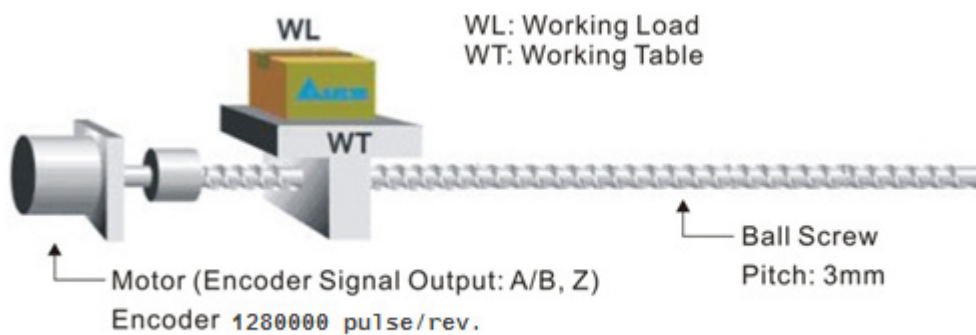 WL
WL: Working Load
WT: Working Table
WT
Ball Screw
Pitch: 3mm
Motor (Encoder Signal Output: A/B, Z)
Encoder 1280000 pulse/rev.